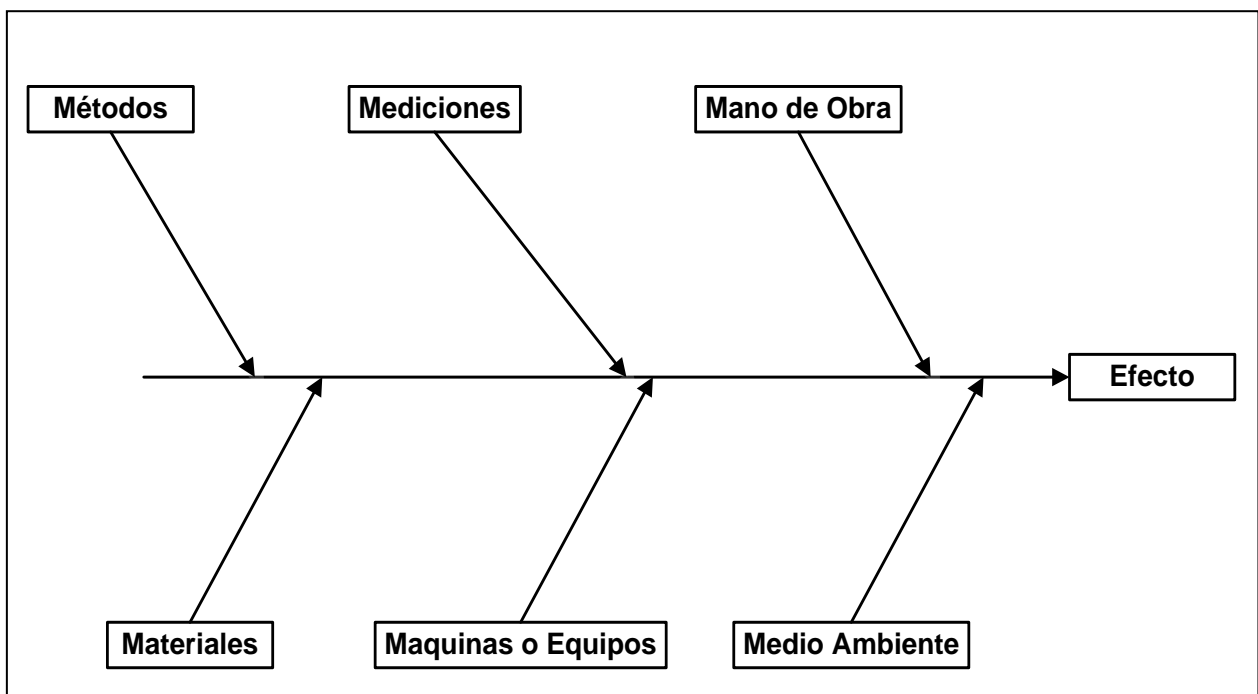 Métodos
Mediciones
Mano de Obra
Efecto
Materiales
Maquinas o Equipos
Medio Ambiente